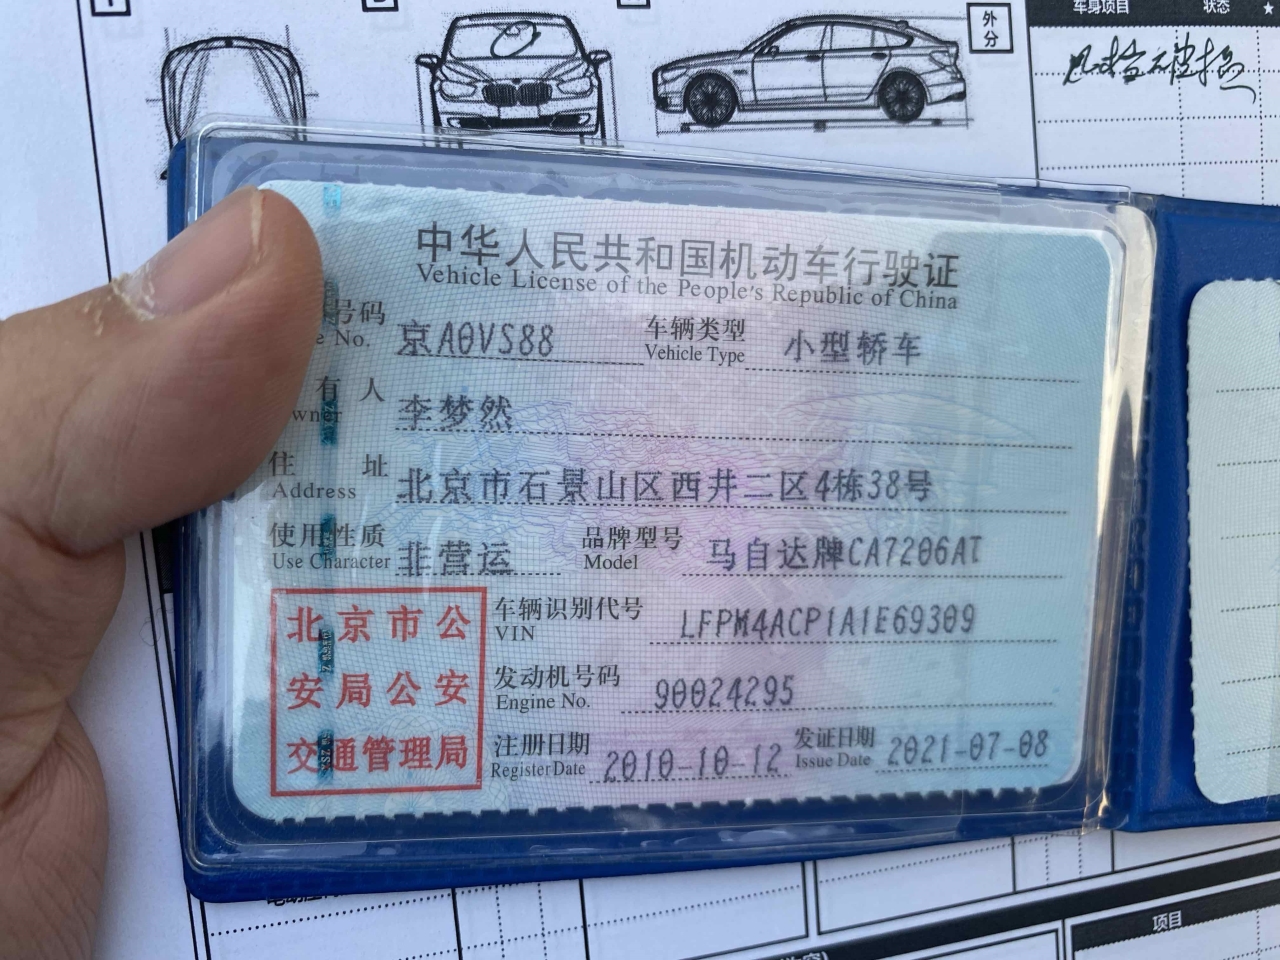 外
分
车身项目 状态 ★
中华人民共和国机动车行驶证
Vehicle License of the People's Republic of China
号码 京A0VS88 车辆类型 小型轿车
No. Vehicle Type
有人 李梦然
wner
住址 北京市石景山区西井二区4栋38号
Address
使用性质 非营运 品牌型号 马自达牌CA7206AT
Use Character Model
北京市公
安局公安
交通管理局
车辆识别代号 LFPM4ACP1A1E69309
VIN
发动机号码 90024295
Engine No.
注册日期 2010-10-12 发证日期 2021-07-08
Register Date Issue Date
项目